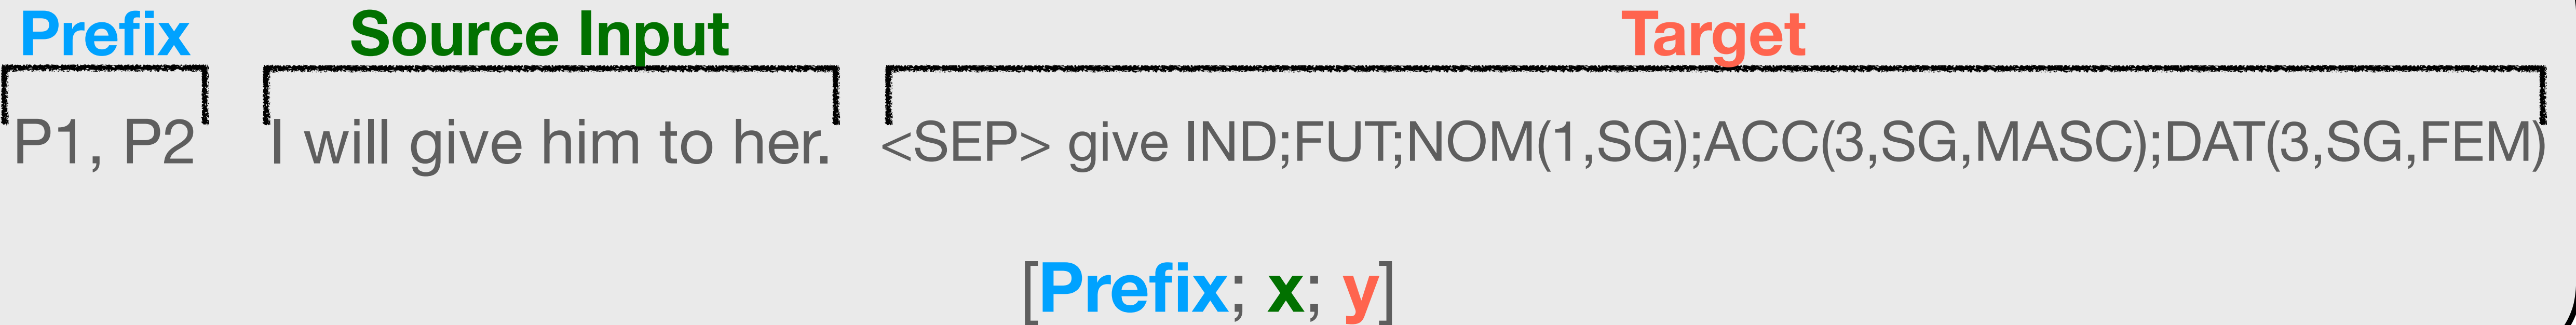 Prefix Source Input Target
P1, P2 I will give him to her. <SEP> give IND;FUT;NOM(1,SG);ACC(3,SG,MASC);DAT(3,SG,FEM)
[Prefix; x; y]